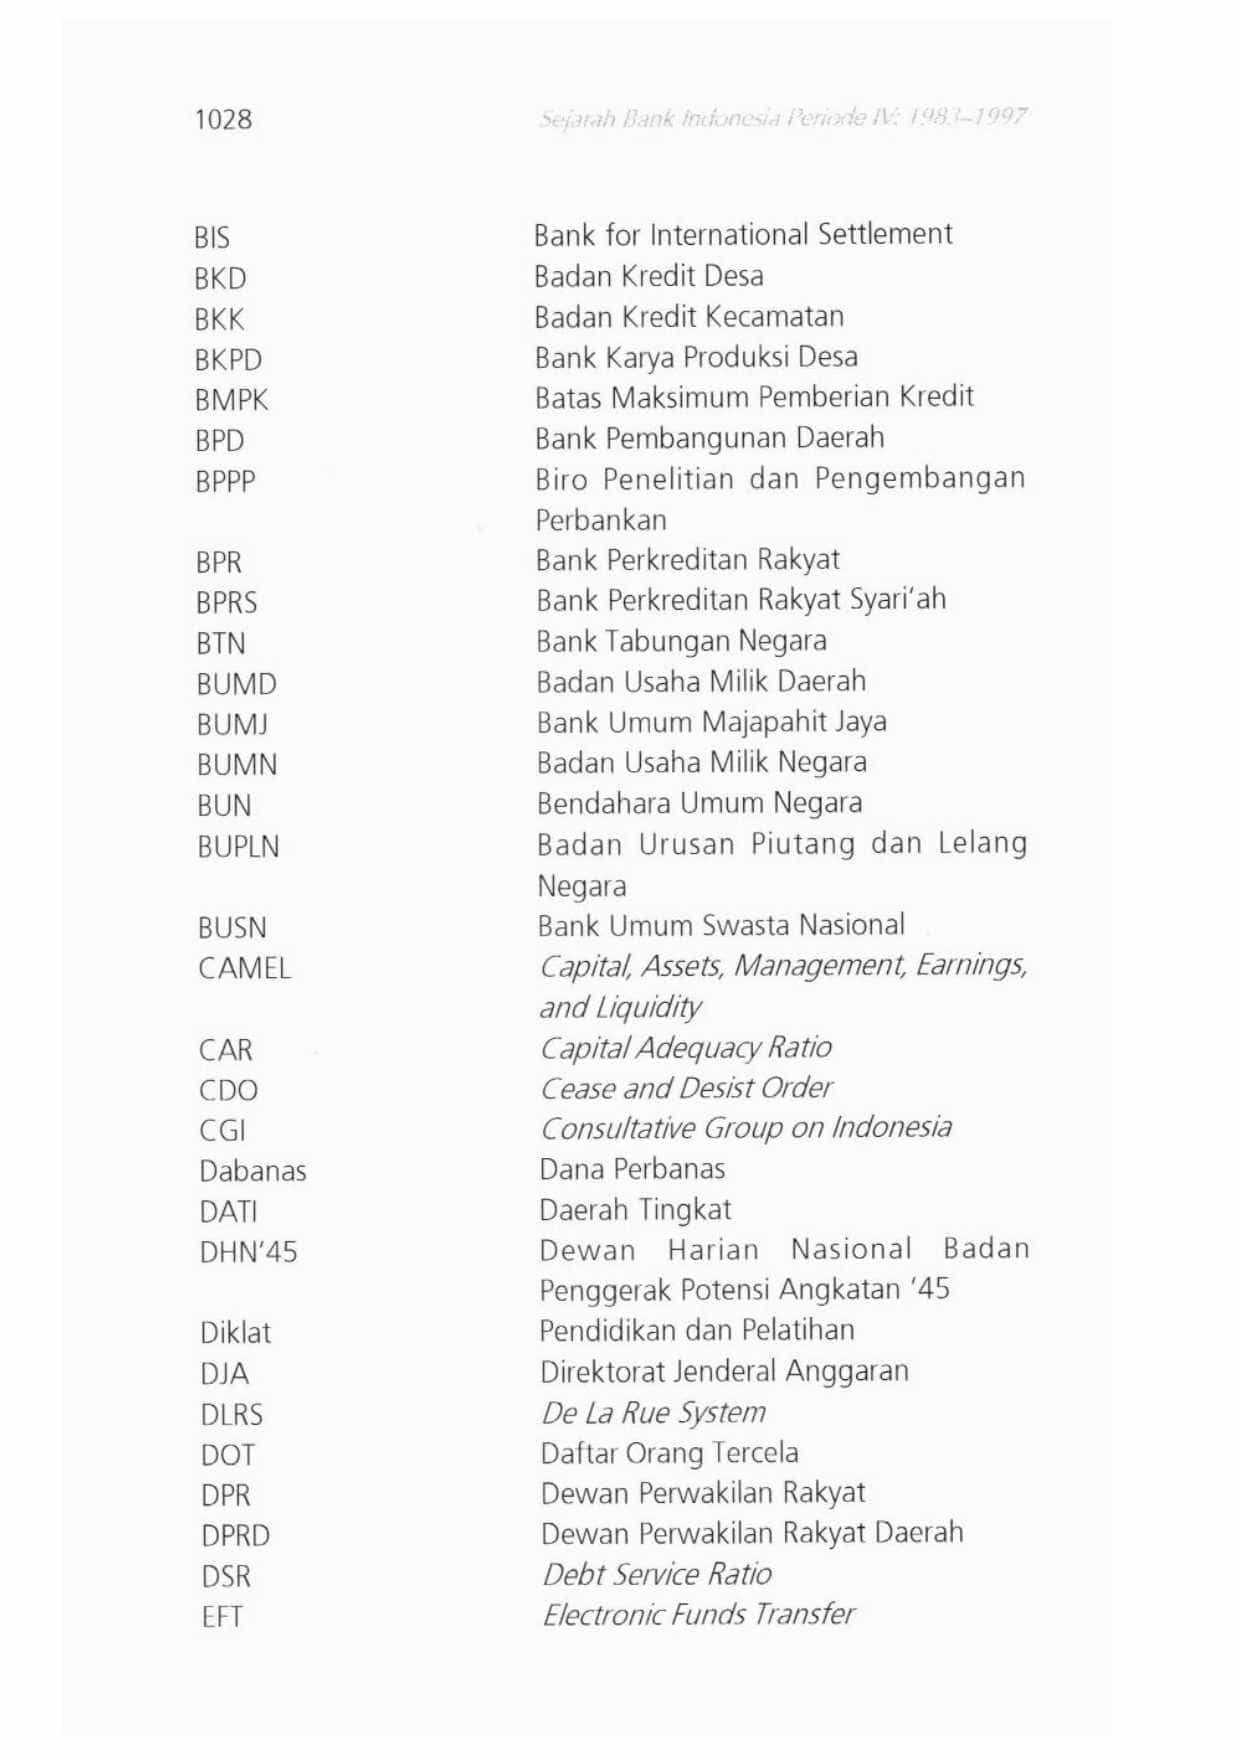 1028 Sejarah Bank Indonesia Periode IV: 1983–1997
BIS Bank for International Settlement
BKD Badan Kredit Desa
BKK Badan Kredit Kecamatan
BKPD Bank Karya Produksi Desa
BMPK Batas Maksimum Pemberian Kredit
BPD Bank Pembangunan Daerah
BPPP Biro Penelitian dan Pengembangan
Perbankan
BPR Bank Perkreditan Rakyat
BPRS Bank Perkreditan Rakyat Syari'ah
BTN Bank Tabungan Negara
BUMD Badan Usaha Milik Daerah
BUMJ Bank Umum Majapahit Jaya
BUMN Badan Usaha Milik Negara
BUN Bendahara Umum Negara
BUPLN Badan Urusan Piutang dan Lelang
Negara
BUSN Bank Umum Swasta Nasional
CAMEL Capital, Assets, Management, Earnings,
and Liquidity
CAR Capital Adequacy Ratio
CDO Cease and Desist Order
CGI Consultative Group on Indonesia
Dabanas Dana Perbanas
DATI Daerah Tingkat
DHN'45 Dewan Harian Nasional Badan
Penggerak Potensi Angkatan '45
Diklat Pendidikan dan Pelatihan
DJA Direktorat Jenderal Anggaran
DLRS De La Rue System
DOT Daftar Orang Tercela
DPR Dewan Perwakilan Rakyat
DPRD Dewan Perwakilan Rakyat Daerah
DSR Debt Service Ratio
EFT Electronic Funds Transfer